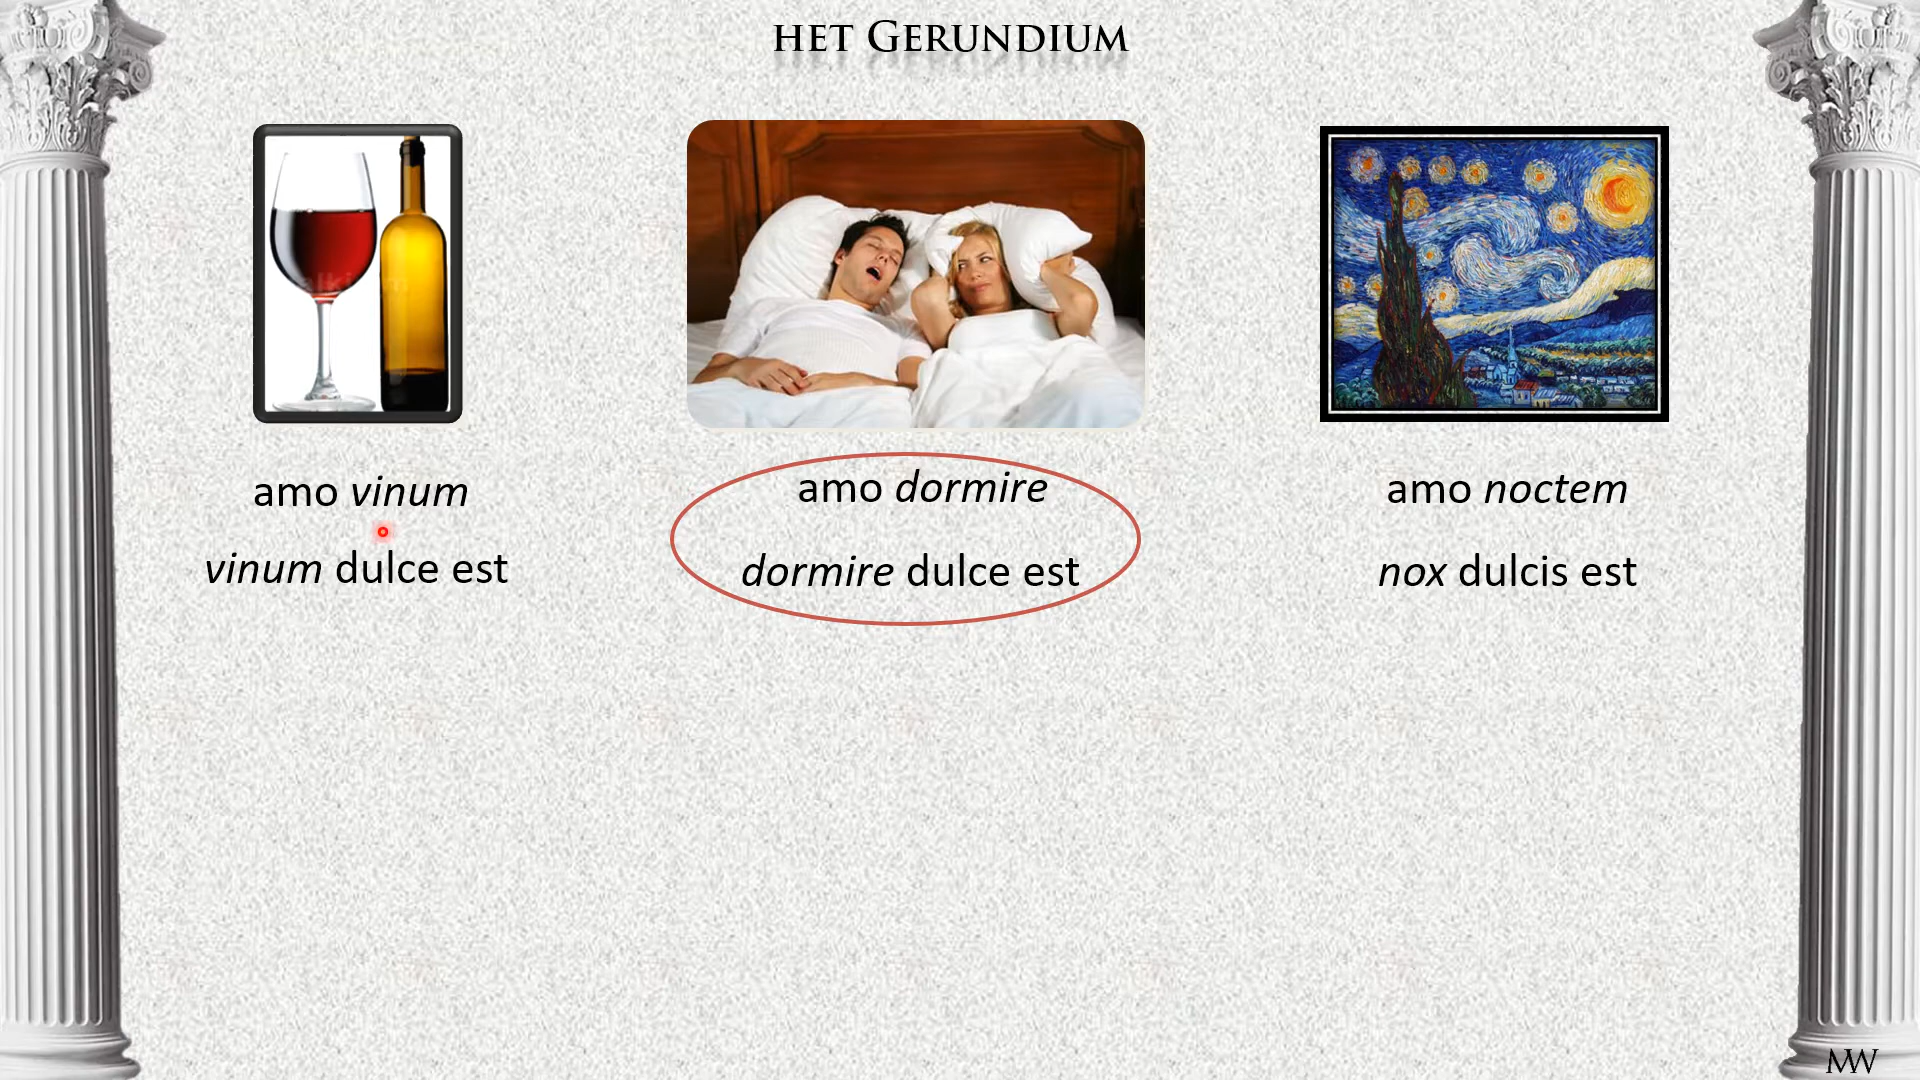 HET GERUNDIUM
amo vinum
vinum dulce est
amo dormire
dormire dulce est
amo noctem
nox dulcis est
MW